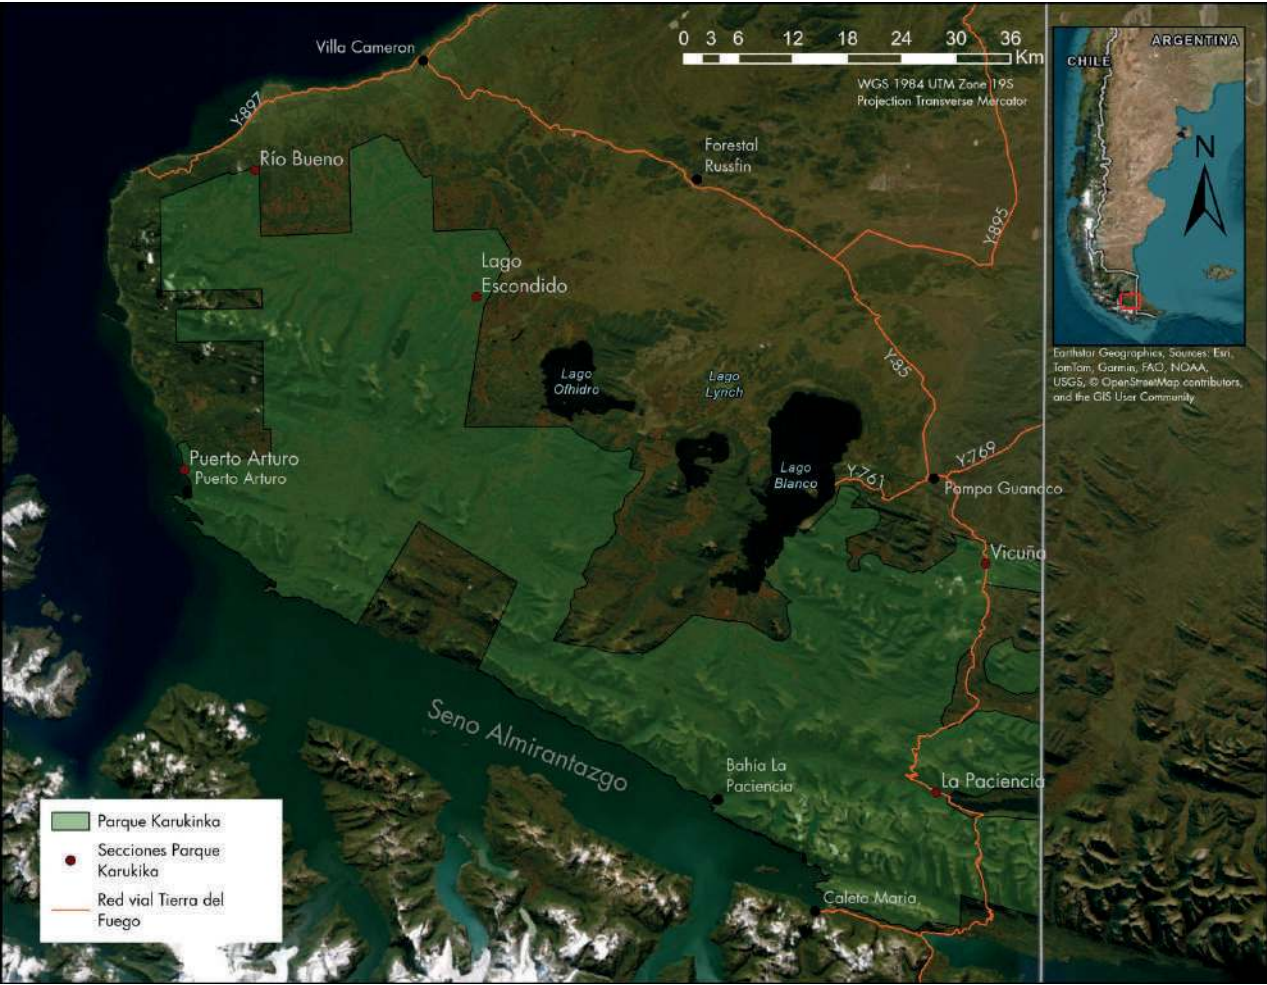 Villa Cameron
0 3 6 12 18 24 30 36
Km
WGS 1984 UTM Zone 19S
Projection Transverse Mercator
ARGENTINA
CHILE
N
Y-897
Río Bueno
Forestal
Russfin
Y-895
Lago
Escondido
Earthstar Geographics, Sources: Esri,
TomTom, Garmin, FAO, NOAA,
USGS, © OpenStreetMap contributors,
and the GIS User Community
Lago
Ofhidro
Lago
Lynch
Y-85
Puerto Arturo
Puerto Arturo
Lago
Blanco
Y-761
Y-769
Pampa Guanaco
Vicuña
Seno Almirantazgo
Bahía La
Paciencia
La Paciencia
Caleta Maria
Parque Karukinka
Secciones Parque
Karukika
Red vial Tierra del
Fuego